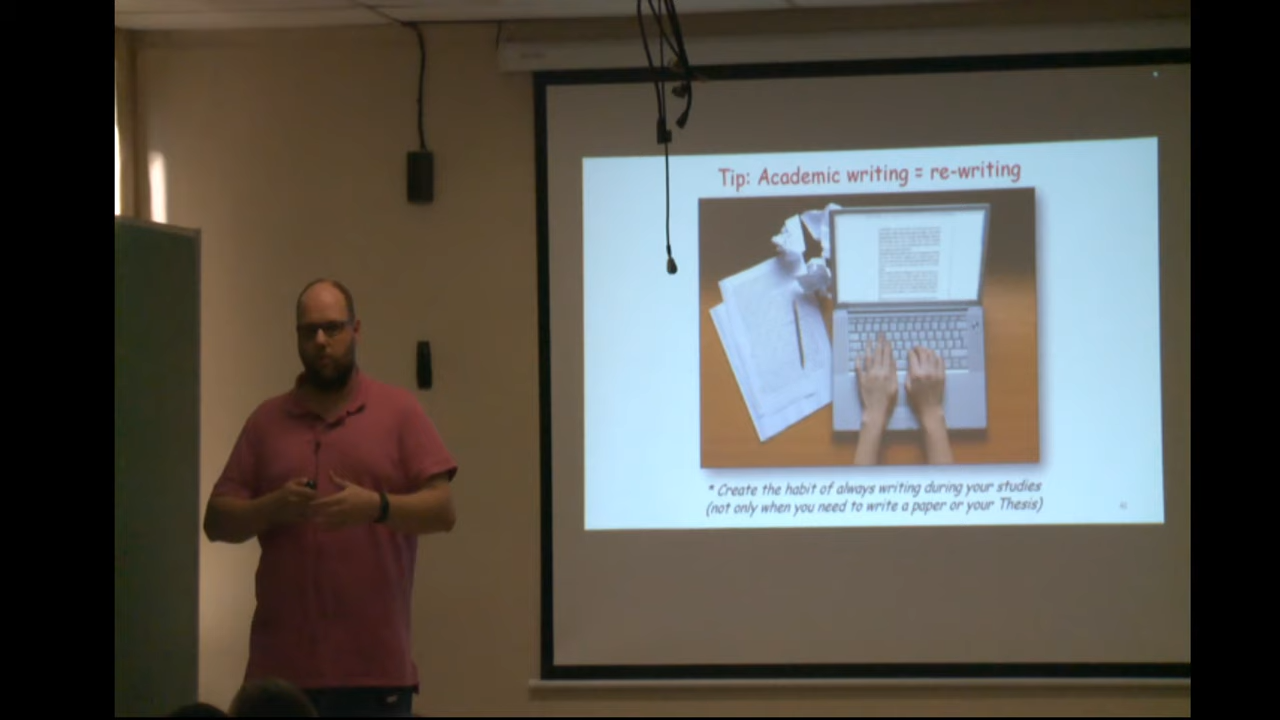 Tip: Academic writing = re-writing
* Create the habit of always writing during your studies
(not only when you need to write a paper or your Thesis)